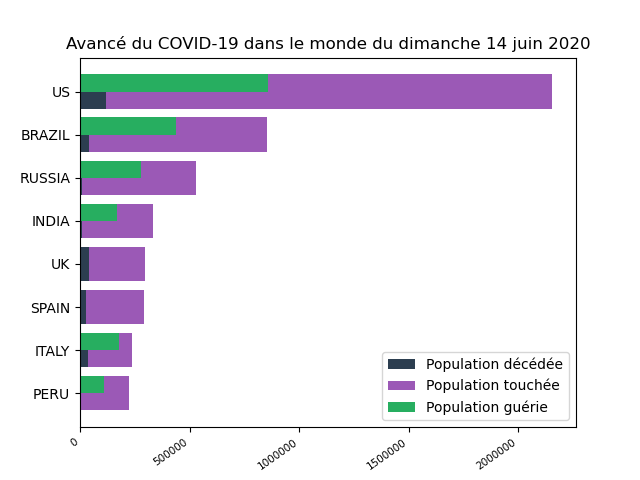 Avancé du COVID-19 dans le monde du dimanche 14 juin 2020
US
BRAZIL
RUSSIA
INDIA
UK
SPAIN
ITALY
PERU
Population décédée
Population touchée
Population guérie
0
500000
1000000
1500000
2000000